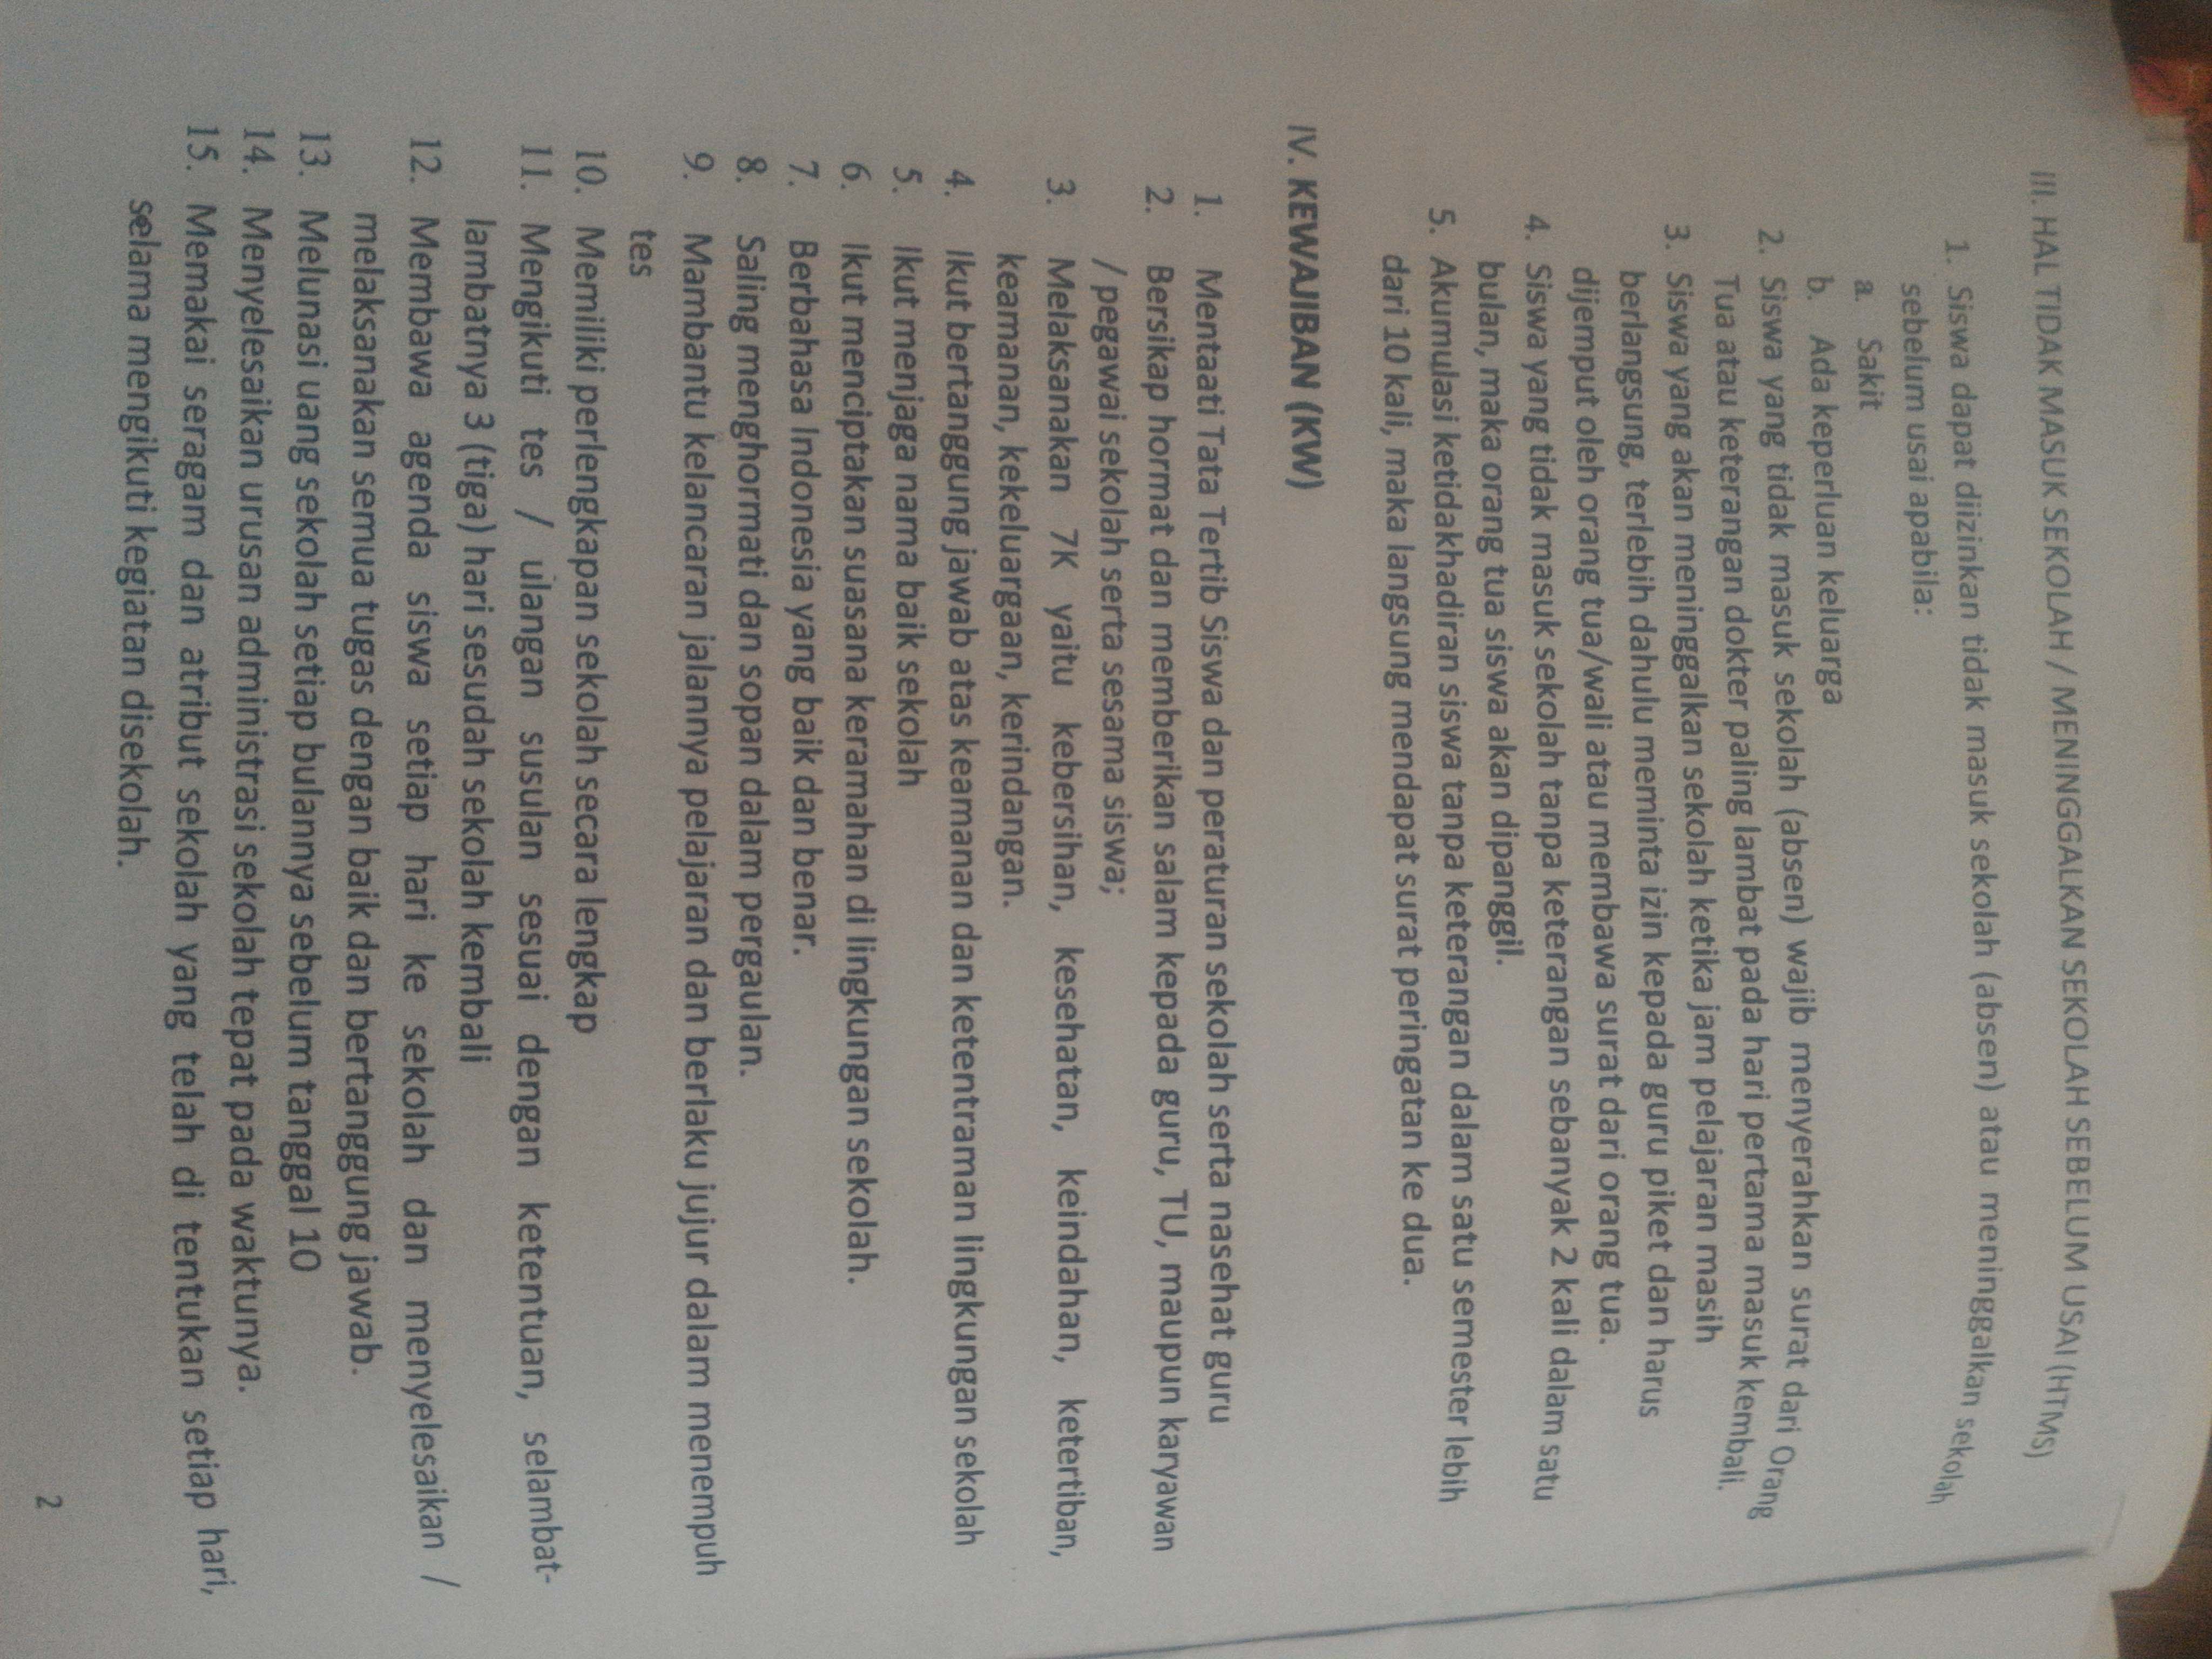 III. HAL TIDAK MASUK SEKOLAH / MENINGGALKAN SEKOLAH SEBELUM USAI (HTMS)
1. Siswa dapat diizinkan tidak masuk sekolah (absen) atau meninggalkan sekolah
sebelum usai apabila:
a. Sakit
b. Ada keperluan keluarga
2. Siswa yang tidak masuk sekolah (absen) wajib menyerahkan surat dari Orang
Tua atau keterangan dokter paling lambat pada hari pertama masuk kembali.
3. Siswa yang akan meninggalkan sekolah ketika jam pelajaran masih
berlangsung, terlebih dahulu meminta izin kepada guru piket dan harus
dijemput oleh orang tua/wali atau membawa surat dari orang tua.
4. Siswa yang tidak masuk sekolah tanpa keterangan sebanyak 2 kali dalam satu
bulan, maka orang tua siswa akan dipanggil.
5. Akumulasi ketidakhadiran siswa tanpa keterangan dalam satu semester lebih
dari 10 kali, maka langsung mendapat surat peringatan ke dua.
IV. KEWAJIBAN (KW)
1. Mentaati Tata Tertib Siswa dan peraturan sekolah serta nasehat guru
2. Bersikap hormat dan memberikan salam kepada guru, TU, maupun karyawan
/ pegawai sekolah serta sesama siswa;
3. Melaksanakan 7K yaitu kebersihan, kesehatan, keindahan, ketertiban,
keamanan, kekeluargaan, kerindangan.
4. Ikut bertanggung jawab atas keamanan dan ketentraman lingkungan sekolah
5. Ikut menjaga nama baik sekolah
6. Ikut menciptakan suasana keramahan di lingkungan sekolah.
7. Berbahasa Indonesia yang baik dan benar.
8. Saling menghormati dan sopan dalam pergaulan.
9. Mambantu kelancaran jalannya pelajaran dan berlaku jujur dalam menempuh
tes
10. Memiliki perlengkapan sekolah secara lengkap
11. Mengikuti tes / ulangan susulan sesuai dengan ketentuan, selambat-
lambatnya 3 (tiga) hari sesudah sekolah kembali
12. Membawa agenda siswa setiap hari ke sekolah dan menyelesaikan /
melaksanakan semua tugas dengan baik dan bertanggung jawab.
13. Melunasi uang sekolah setiap bulannya sebelum tanggal 10
14. Menyelesaikan urusan administrasi sekolah tepat pada waktunya.
15. Memakai seragam dan atribut sekolah yang telah di tentukan setiap hari,
selama mengikuti kegiatan disekolah.
2